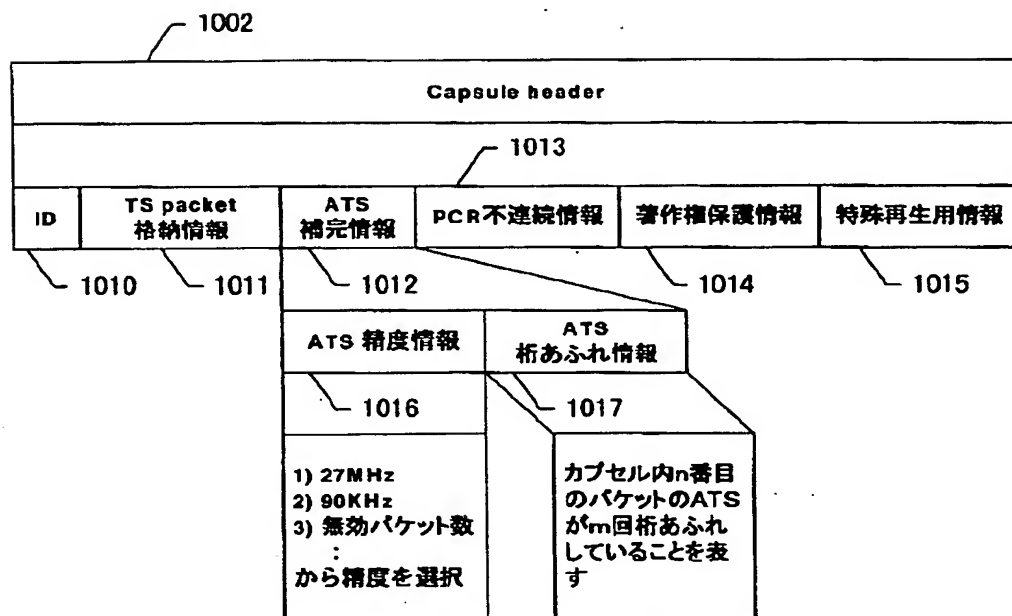 1002
Capsule header
1013
ID
TS packet
格納情報
ATS
補完情報
PCR不連続情報
著作権保護情報
特殊再生用情報
1010
1011
1012
1014
1015
ATS 精度情報
ATS
桁あふれ情報
1016
1017
1) 27MHz
2) 90KHz
3) 無効パケット数
:
から精度を選択
カプセル内n番目
のパケットのATS
がm回桁あふれ
していることを表
す